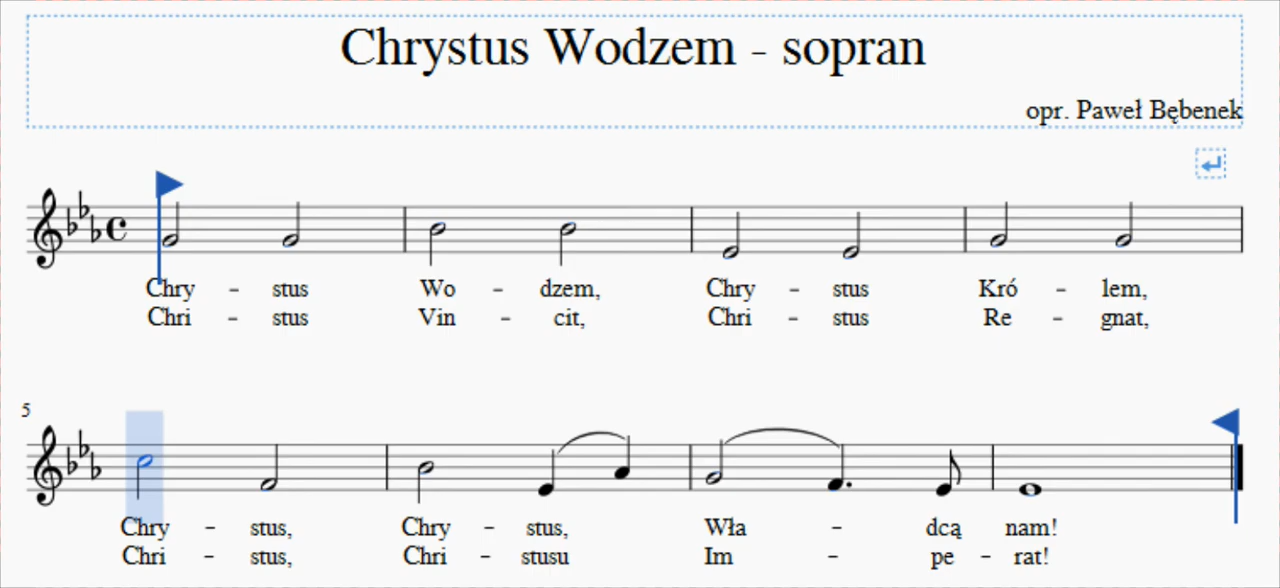 Chrystus Wodzem - sopran
opr. Paweł Bębenek
Chry - stus Wo - dzem, Chry - stus Kró - lem,
Chri - stus Vin - cit, Chri - stus Re - gnat,
5
Chry - stus, Chry - stus, Wła - dcą nam!
Chri - stus, Chri - stusu Im - pe - rat!